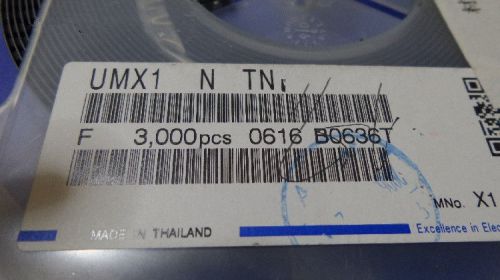 UMX1 N TN
F 3,000pcs 0616 B0636T
MNo. X1
MADE IN THAILAND
Excellence in Elec